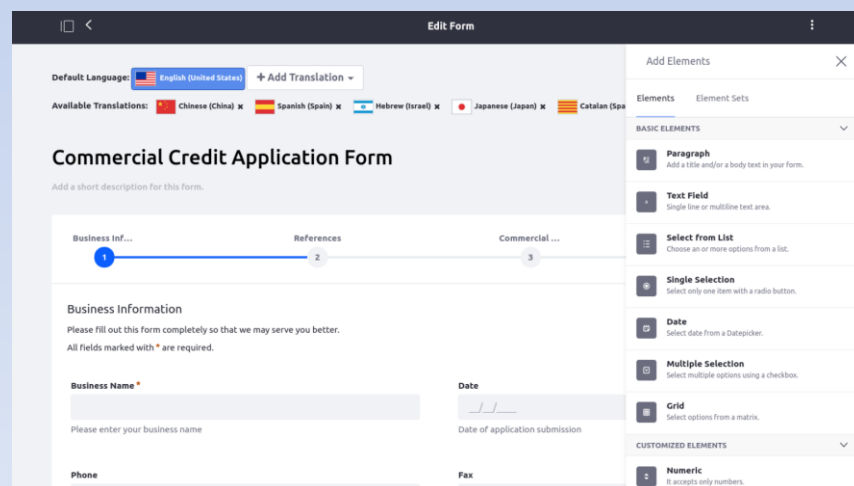 Edit Form
Default Language: English (United States) + Add Translation
Available Translations: Chinese (China) x Spanish (Spain) x Hebrew (Israel) x Japanese (Japan) x Catalan (Spa
Commercial Credit Application Form
Add a short description for this form.
Business Inf... References Commercial ...
1 2 3
Business Information
Please fill out this form completely so that we may serve you better.
All fields marked with * are required.
Business Name * Date
__/__/____
Please enter your business name Date of application submission
Phone Fax
Add Elements
Elements Element Sets
BASIC ELEMENTS
Paragraph
Add a title and/or a body text in your form.
Text Field
Single line or multiline text area.
Select from List
Choose an or more options from a list.
Single Selection
Select only one item with a radio button.
Date
Select date from a Datepicker.
Multiple Selection
Select multiple options using a checkbox.
Grid
Select options from a matrix.
CUSTOMIZED ELEMENTS
Numeric
It accepts only numbers.